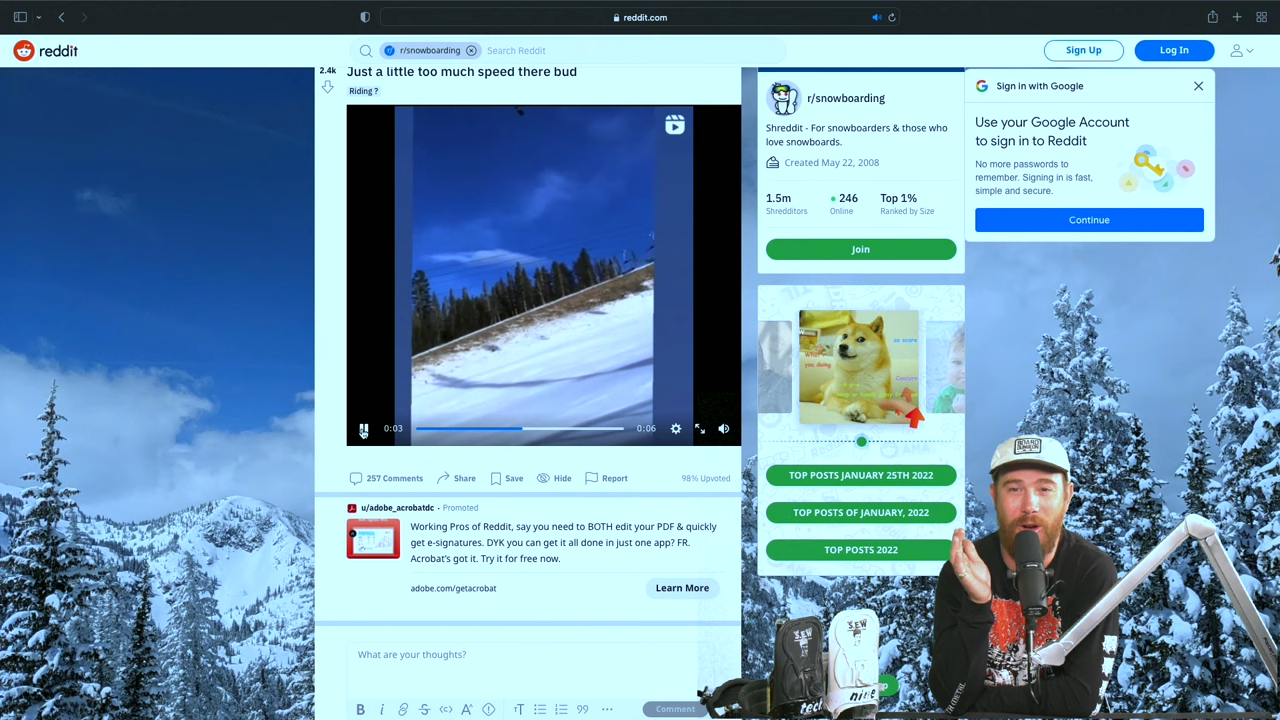 reddit.com
reddit
r/snowboarding
Search Reddit
Sign Up
Log In
2.4k
Just a little too much speed there bud
Riding ?
0:03
0:06
257 Comments
Share
Save
Hide
Report
98% Upvoted
u/adobe_acrobatdc • Promoted
Working Pros of Reddit, say you need to BOTH edit your PDF & quickly
get e-signatures. DYK you can get it all done in just one app? FR.
Acrobat's got it. Try it for free now.
adobe.com/getacrobat
Learn More
What are your thoughts?
Comment
r/snowboarding
Shreddit - For snowboarders & those who
love snowboards.
Created May 22, 2008
1.5m
Shredditors
246
Online
Top 1%
Ranked by Size
Join
TOP POSTS JANUARY 25TH 2022
TOP POSTS OF JANUARY, 2022
TOP POSTS 2022
Sign in with Google
Use your Google Account
to sign in to Reddit
No more passwords to
remember. Signing in is fast,
simple and secure.
Continue
SEW
SEW
tech
nine